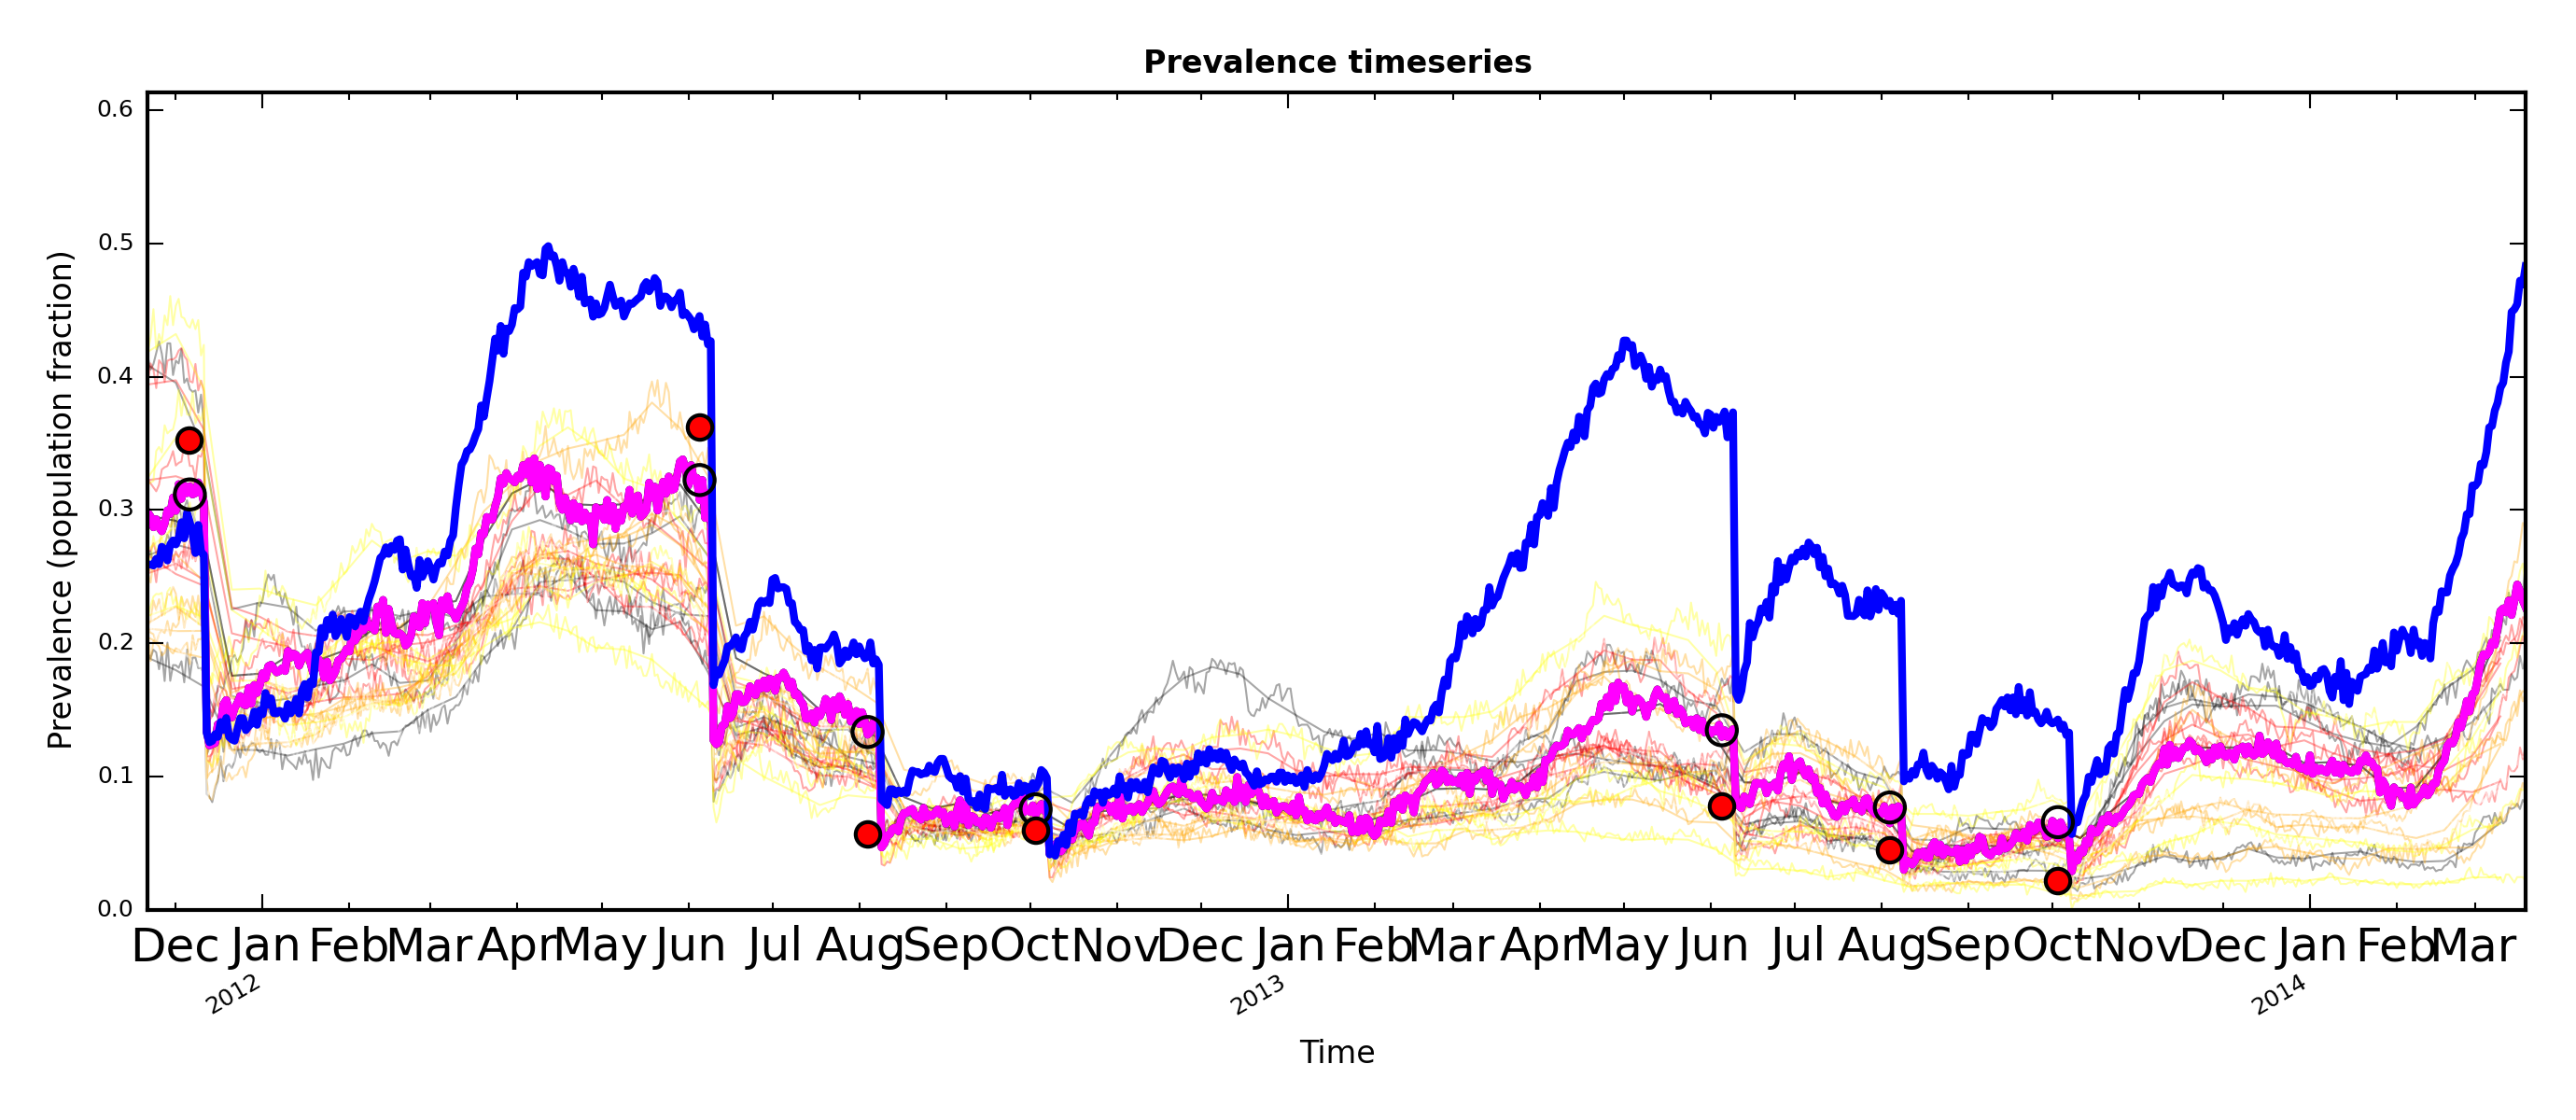 Prevalence timeseries
Prevalence (population fraction)
0.6
0.5
0.4
0.3
0.2
0.1
0.0
Dec Jan Feb Mar Apr May Jun Jul Aug Sep Oct Nov Dec Jan Feb Mar Apr May Jun Jul Aug Sep Oct Nov Dec Jan Feb Mar
2012 2013 2014
Time